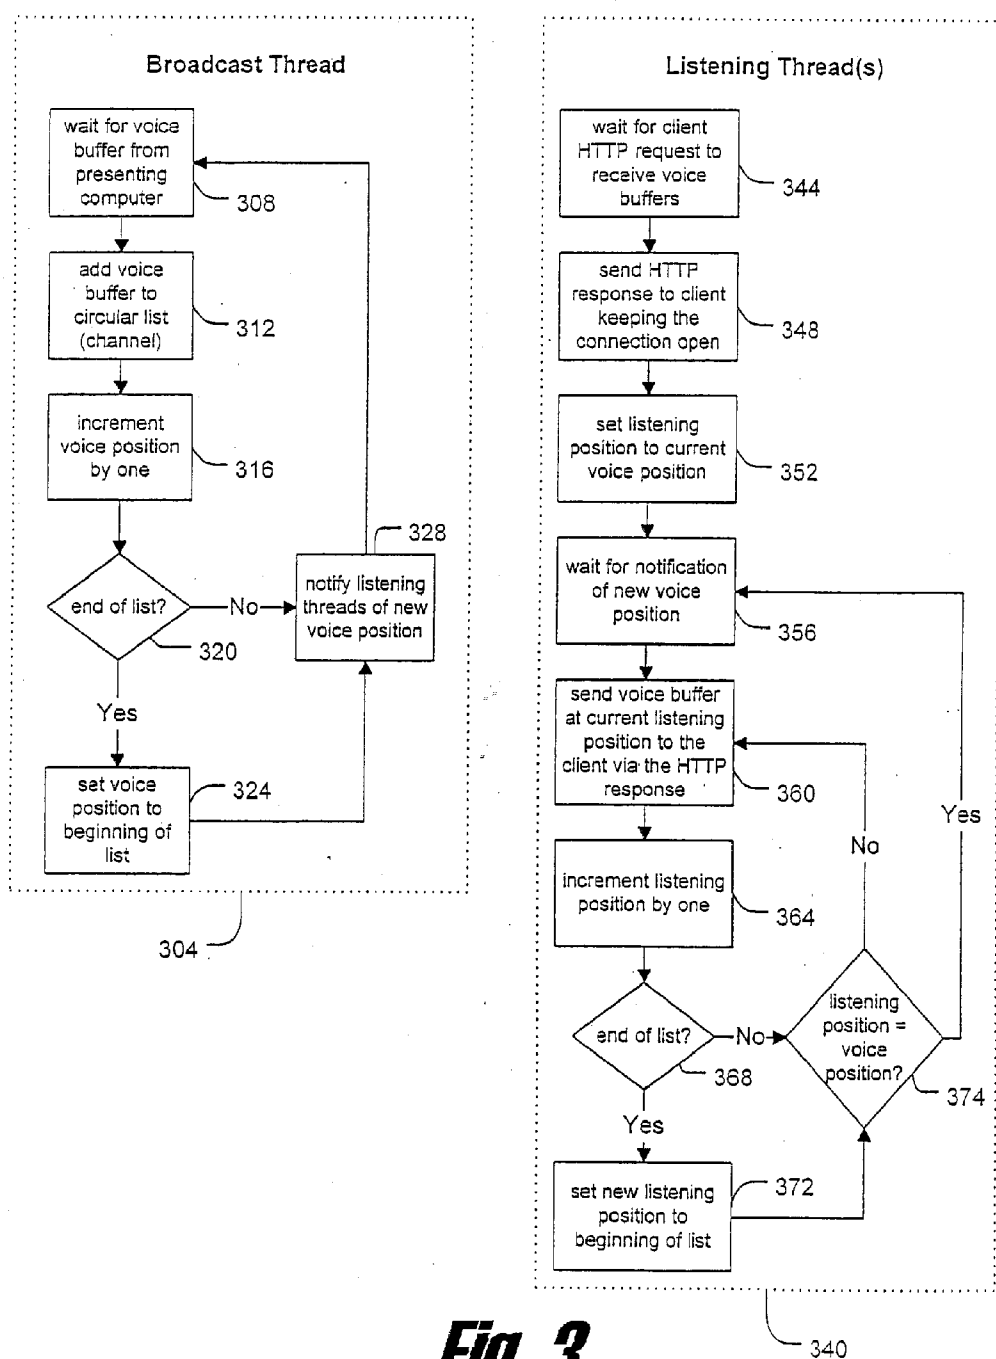 Broadcast Thread
wait for voice
buffer from
presenting
computer
308
add voice
buffer to
circular list
(channel)
312
increment
voice position
by one
316
end of list?
320
No
328
notify listening
threads of new
voice position
Yes
set voice
position to
beginning of
list
324
304
Listening Thread(s)
wait for client
HTTP request to
receive voice
buffers
344
send HTTP
response to client
keeping the
connection open
348
set listening
position to current
voice position
352
wait for notification
of new voice
position
356
send voice buffer
at current listening
position to the
client via the HTTP
response
360
increment listening
position by one
364
end of list?
368
No
listening
position =
voice
position?
374
No
Yes
Yes
set new listening
position to
beginning of list
372
340
Fig. 3